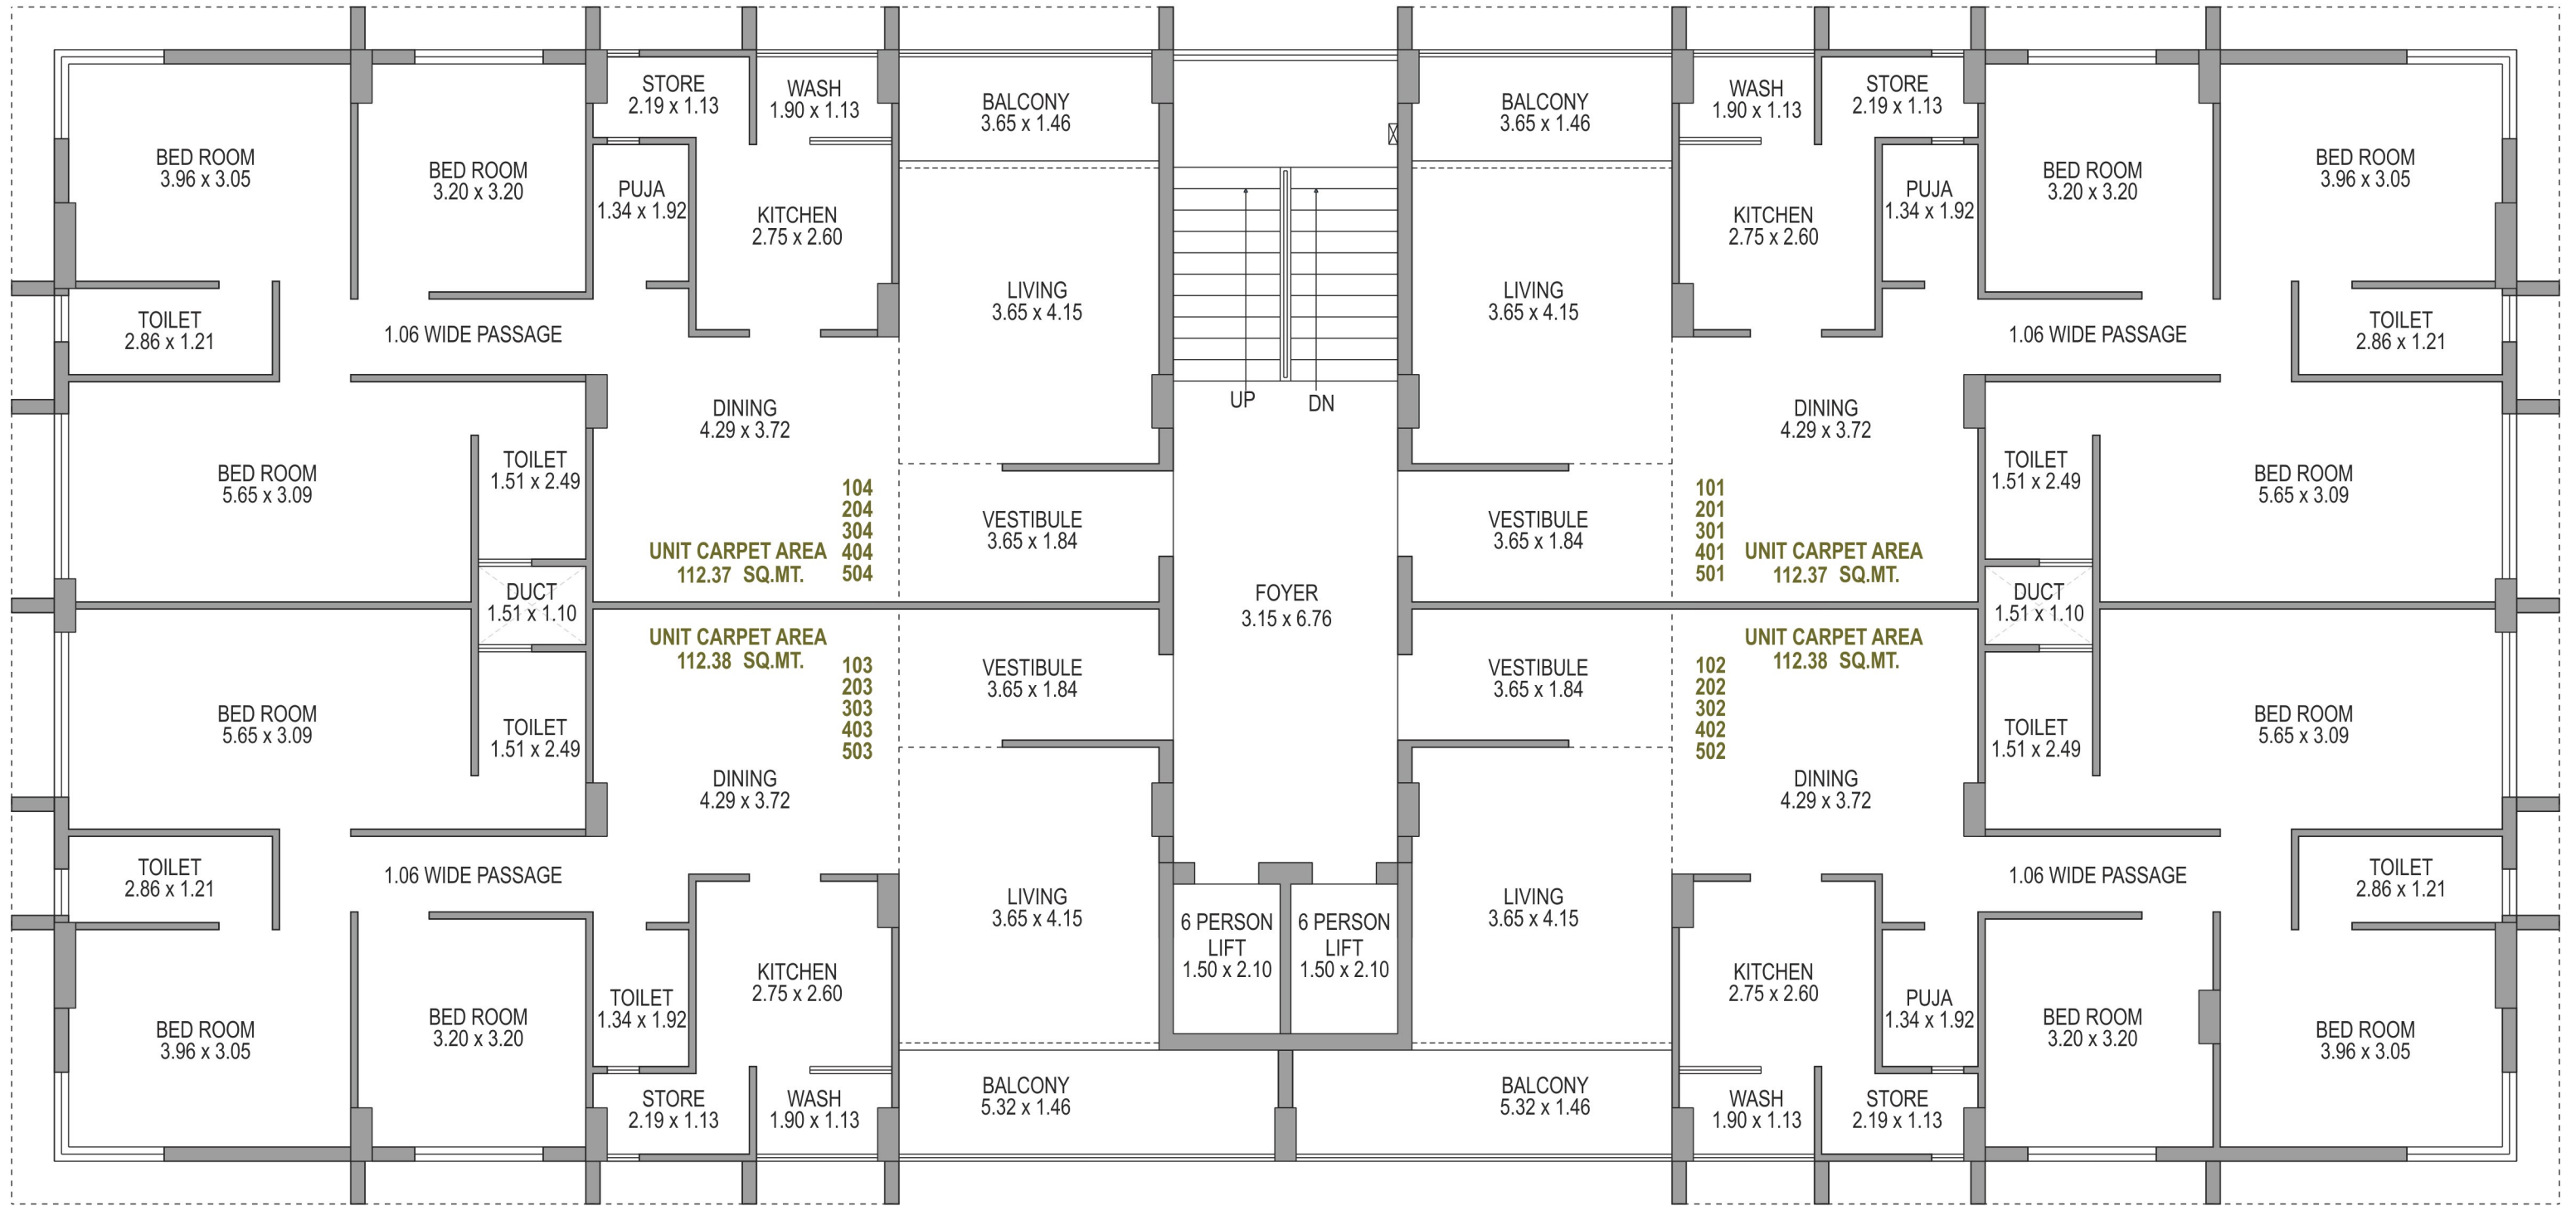 BED ROOM
3.96 x 3.05
BED ROOM
3.20 x 3.20
STORE
2.19 x 1.13
WASH
1.90 x 1.13
PUJA
1.34 x 1.92
KITCHEN
2.75 x 2.60
BALCONY
3.65 x 1.46
LIVING
3.65 x 4.15
TOILET
2.86 x 1.21
1.06 WIDE PASSAGE
DINING
4.29 x 3.72
BED ROOM
5.65 x 3.09
TOILET
1.51 x 2.49
104
204
304
404
504
UNIT CARPET AREA
112.37 SQ.MT.
VESTIBULE
3.65 x 1.84
DUCT
1.51 x 1.10
UP
DN
FOYER
3.15 x 6.76
BALCONY
3.65 x 1.46
WASH
1.90 x 1.13
STORE
2.19 x 1.13
BED ROOM
3.20 x 3.20
BED ROOM
3.96 x 3.05
LIVING
3.65 x 4.15
KITCHEN
2.75 x 2.60
PUJA
1.34 x 1.92
1.06 WIDE PASSAGE
TOILET
2.86 x 1.21
DINING
4.29 x 3.72
TOILET
1.51 x 2.49
BED ROOM
5.65 x 3.09
VESTIBULE
3.65 x 1.84
101
201
301
401
501
UNIT CARPET AREA
112.37 SQ.MT.
DUCT
1.51 x 1.10
UNIT CARPET AREA
112.38 SQ.MT.
103
203
303
403
503
VESTIBULE
3.65 x 1.84
BED ROOM
5.65 x 3.09
TOILET
1.51 x 2.49
DINING
4.29 x 3.72
TOILET
2.86 x 1.21
1.06 WIDE PASSAGE
LIVING
3.65 x 4.15
BED ROOM
3.96 x 3.05
BED ROOM
3.20 x 3.20
TOILET
1.34 x 1.92
KITCHEN
2.75 x 2.60
STORE
2.19 x 1.13
WASH
1.90 x 1.13
BALCONY
5.32 x 1.46
6 PERSON
LIFT
1.50 x 2.10
6 PERSON
LIFT
1.50 x 2.10
VESTIBULE
3.65 x 1.84
102
202
302
402
502
UNIT CARPET AREA
112.38 SQ.MT.
TOILET
1.51 x 2.49
BED ROOM
5.65 x 3.09
DINING
4.29 x 3.72
1.06 WIDE PASSAGE
TOILET
2.86 x 1.21
LIVING
3.65 x 4.15
KITCHEN
2.75 x 2.60
PUJA
1.34 x 1.92
BED ROOM
3.20 x 3.20
BED ROOM
3.96 x 3.05
BALCONY
5.32 x 1.46
WASH
1.90 x 1.13
STORE
2.19 x 1.13